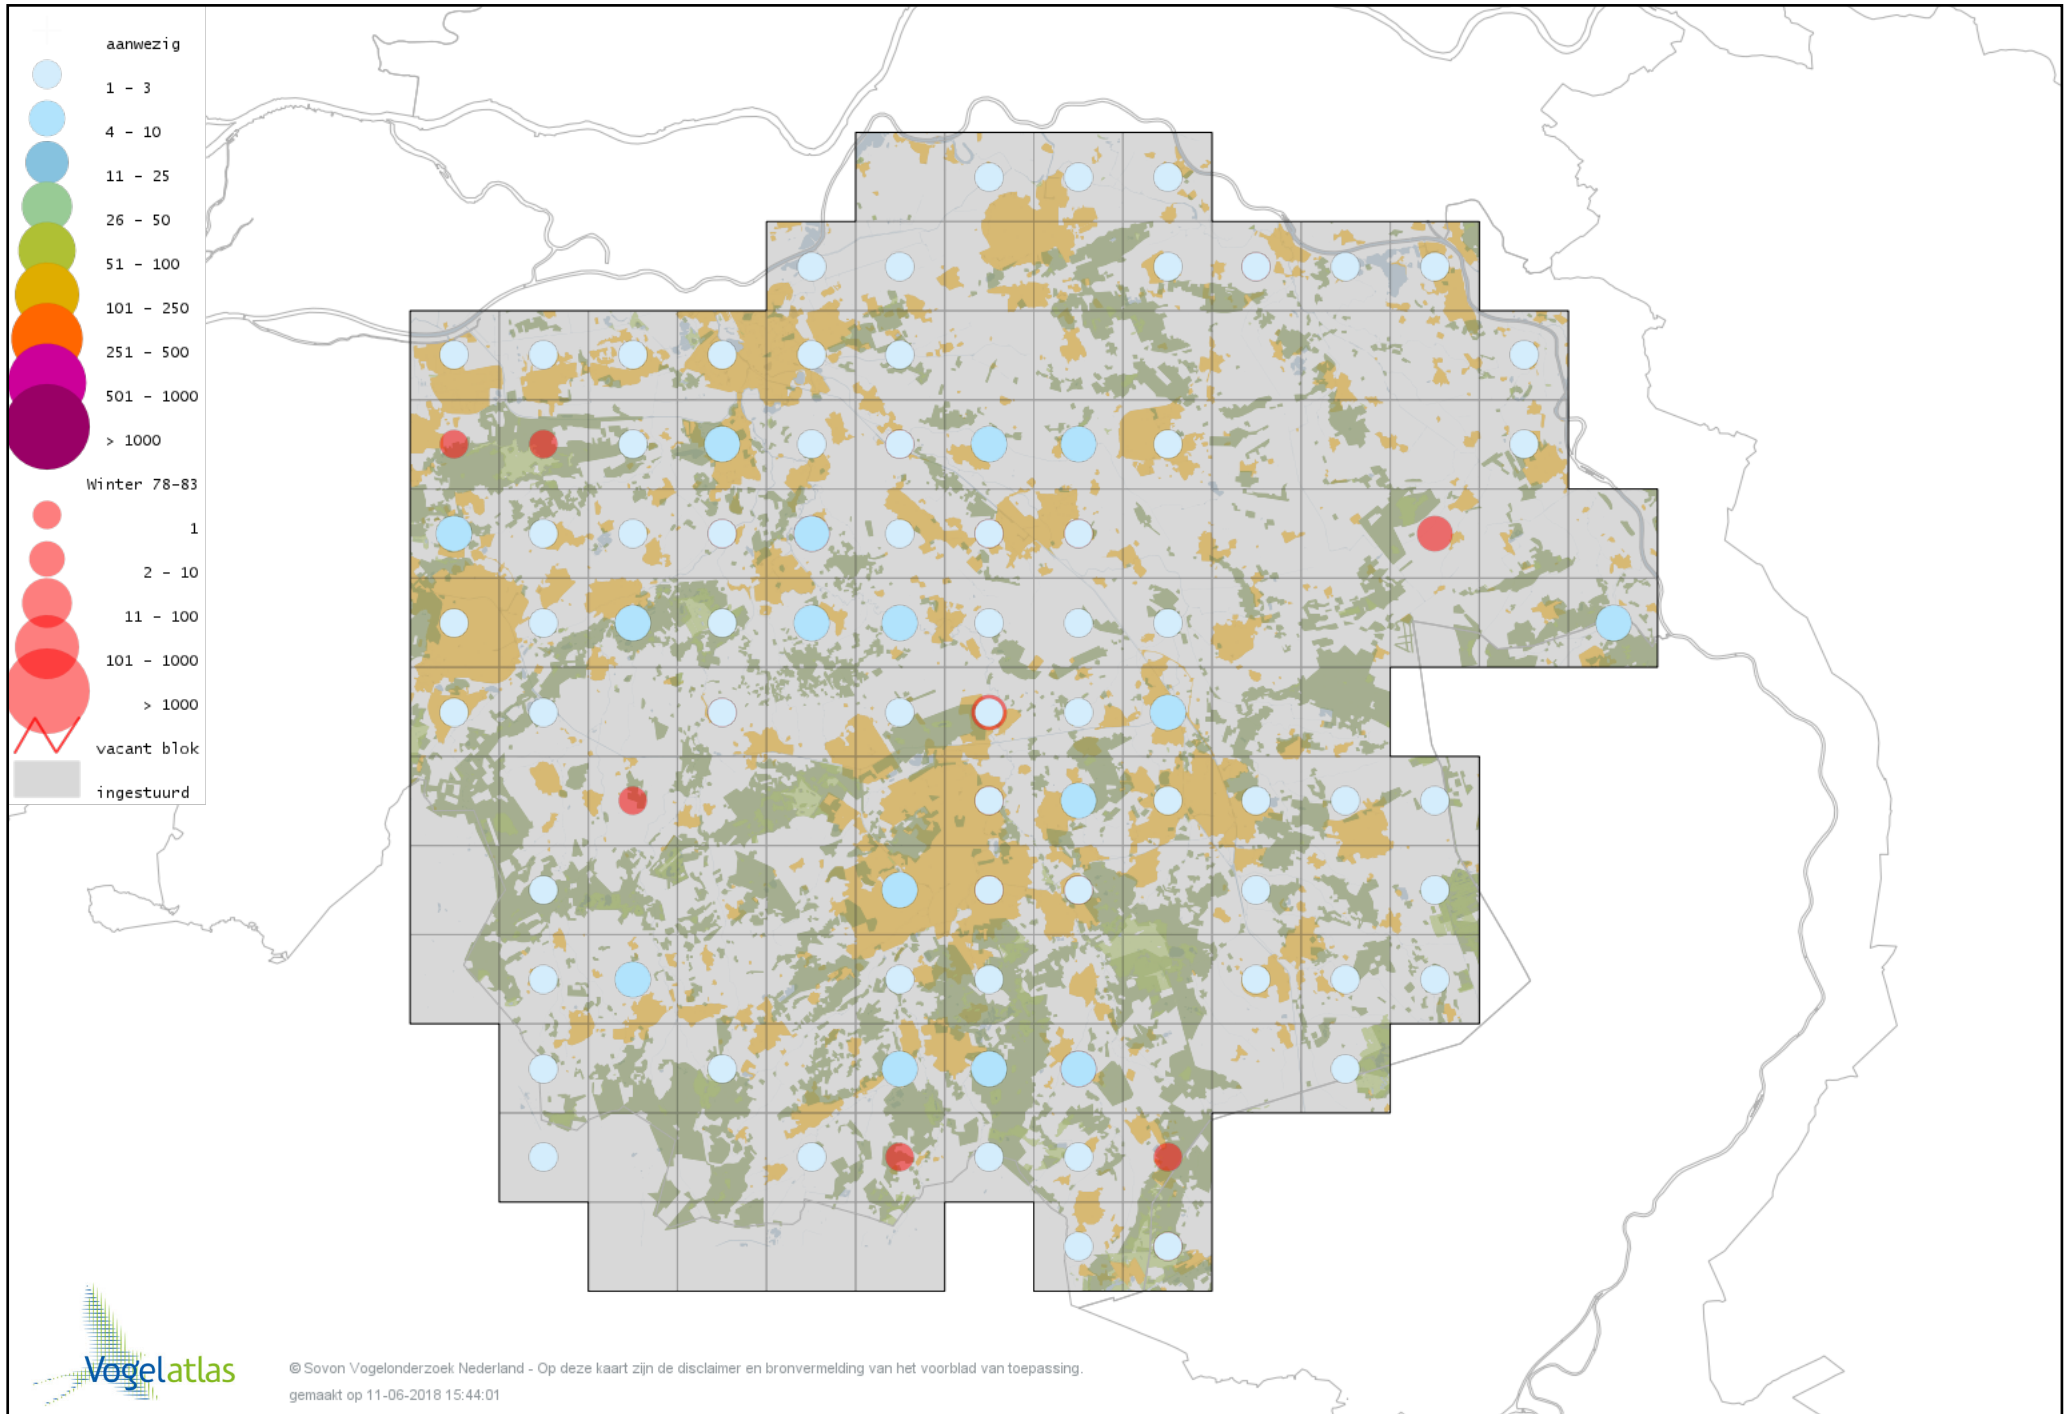 aanwezig
1 - 3
4 - 10
11 - 25
26 - 50
51 - 100
101 - 250
251 - 500
501 - 1000
> 1000
Winter 78-83
1
2 - 10
11 - 100
101 - 1000
> 1000
vacant blok
ingestuurd
Vogelatlas
© Sovon Vogelonderzoek Nederland - Op deze kaart zijn de disclaimer en bronvermelding van het voorblad van toepassing.
gemaakt op 11-06-2018 15:44:01